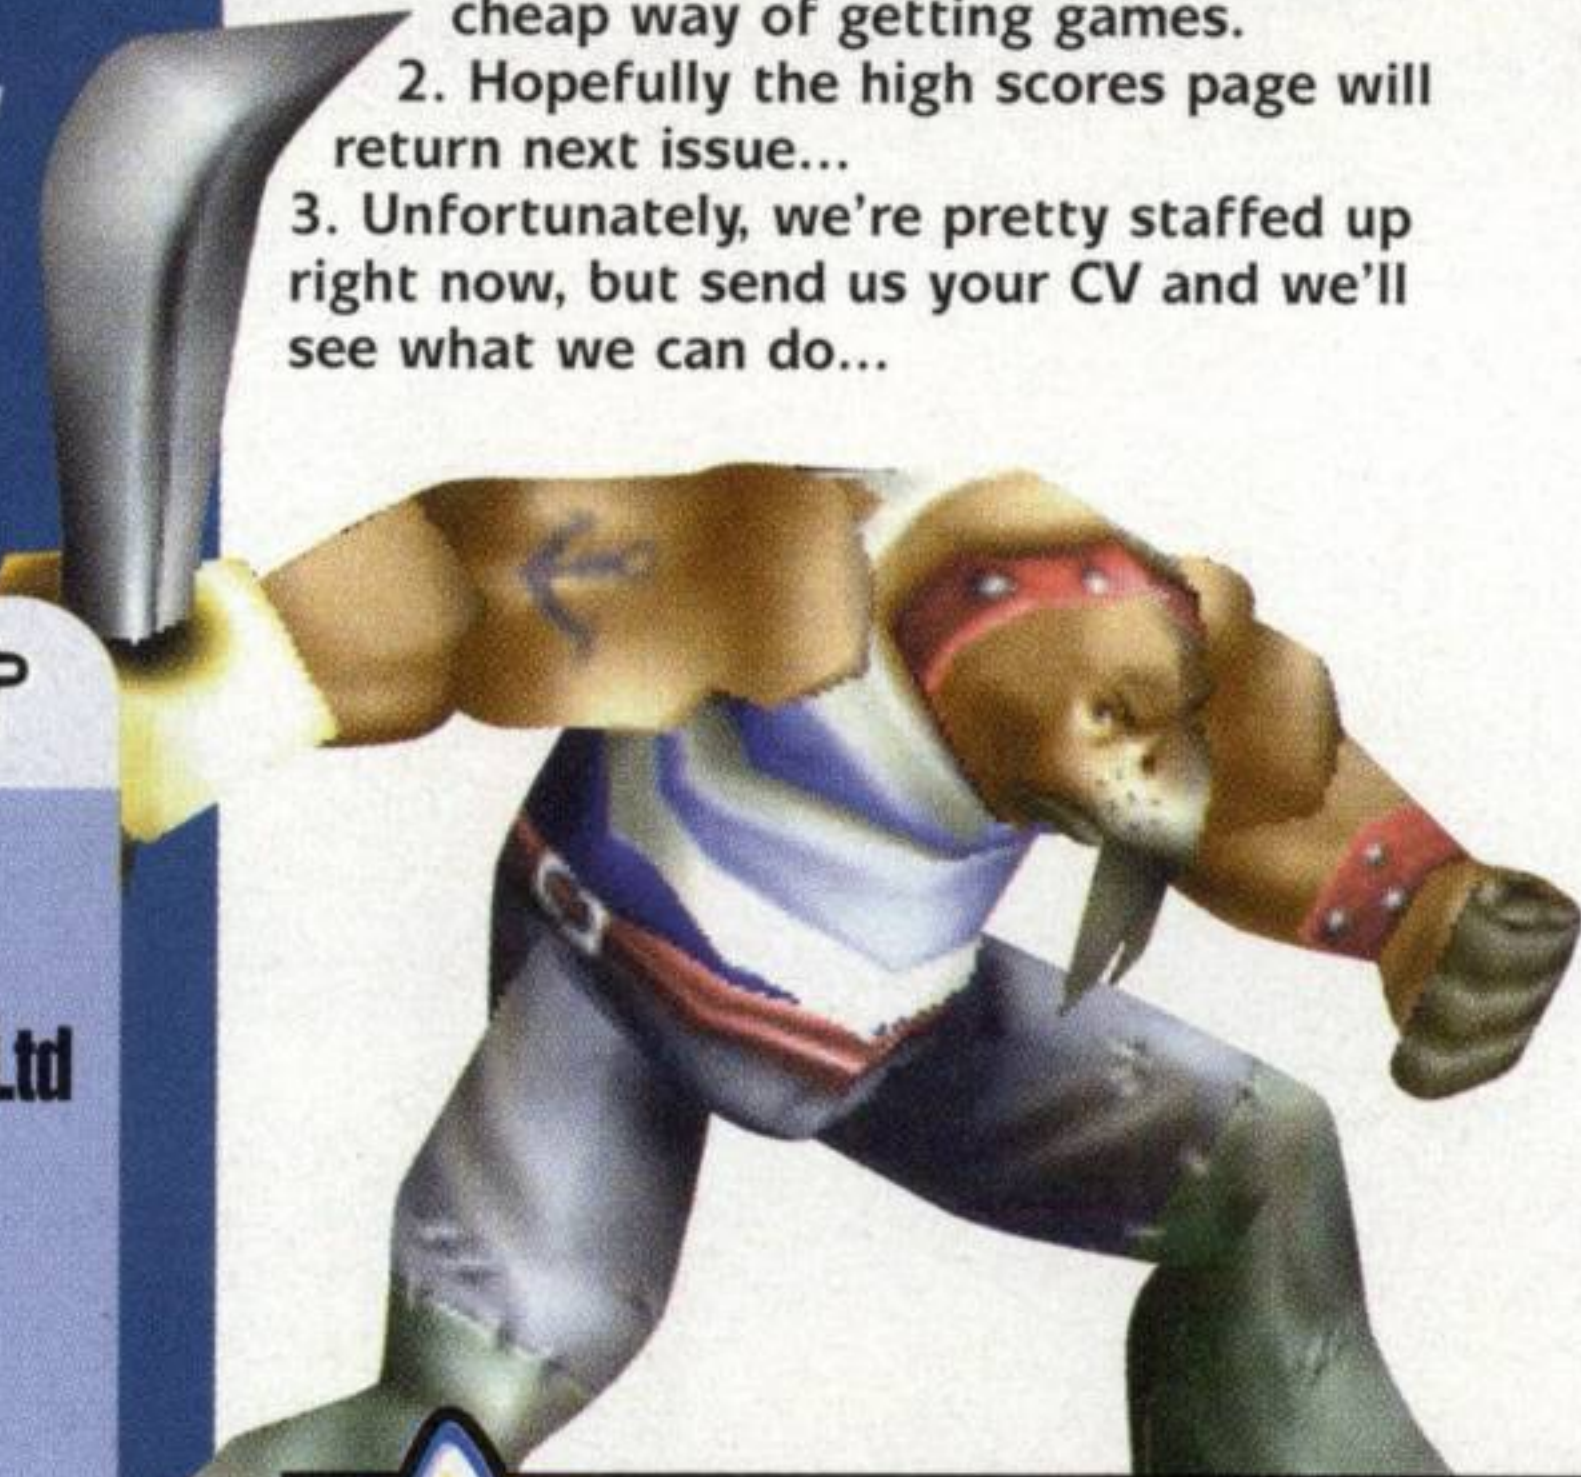 cheap way of getting games.
2. Hopefully the high scores page will
return next issue...
3. Unfortunately, we're pretty staffed up
right now, but send us your CV and we'll
see what we can do...
Ltd